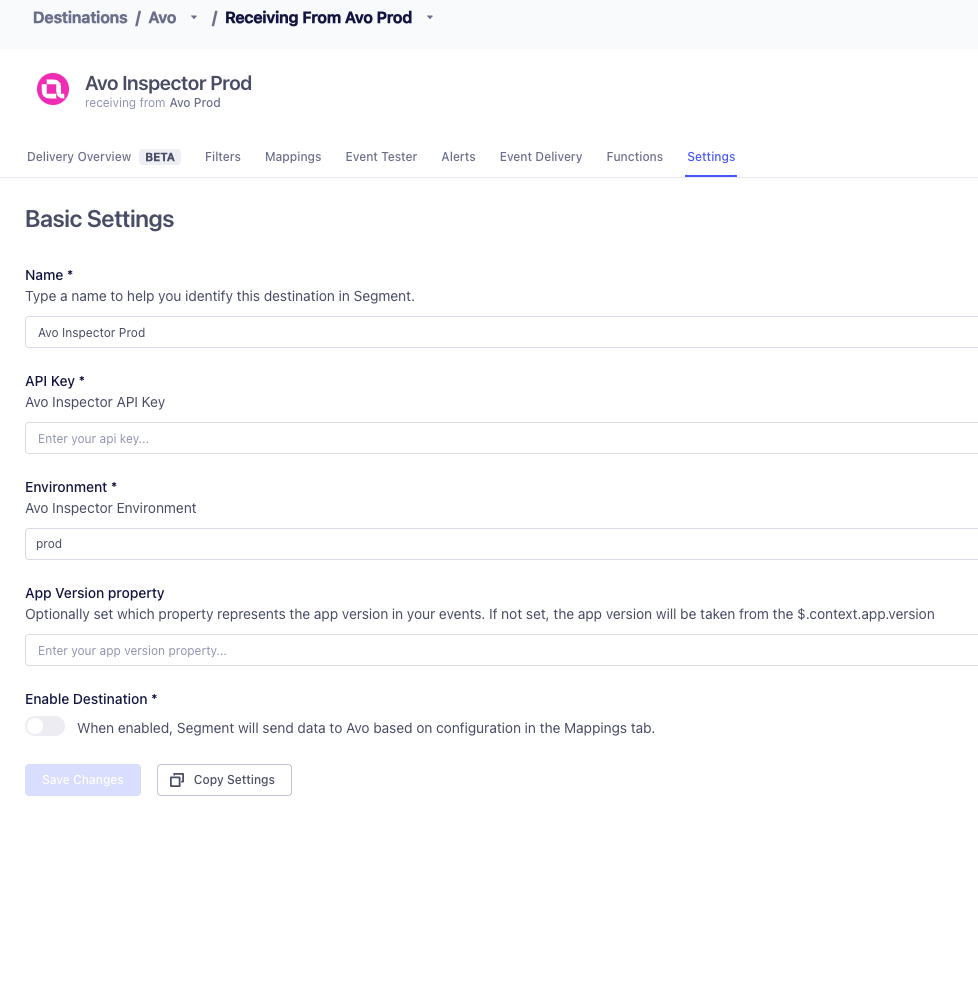 Destinations / Avo / Receiving From Avo Prod
Avo Inspector Prod
receiving from Avo Prod
Delivery Overview BETA Filters Mappings Event Tester Alerts Event Delivery Functions Settings
Basic Settings
Name *
Type a name to help you identify this destination in Segment.
Avo Inspector Prod
API Key *
Avo Inspector API Key
Enter your api key...
Environment *
Avo Inspector Environment
prod
App Version property
Optionally set which property represents the app version in your events. If not set, the app version will be taken from the $.context.app.version
Enter your app version property...
Enable Destination *
When enabled, Segment will send data to Avo based on configuration in the Mappings tab.
Save Changes Copy Settings